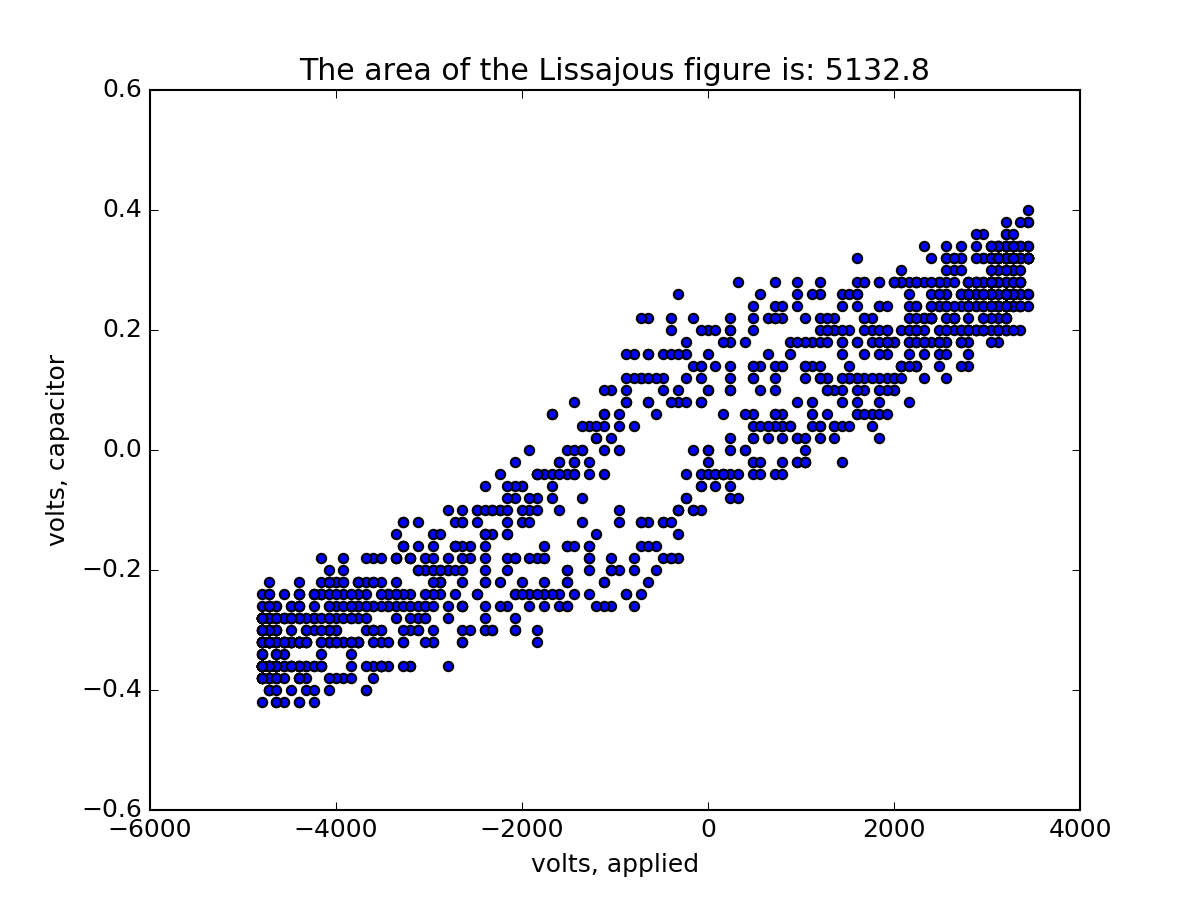 The area of the Lissajous figure is: 5132.8
0.6
0.4
0.2
0.0
−0.2
−0.4
−0.6
volts, capacitor
−6000 −4000 −2000 0 2000 4000
volts, applied